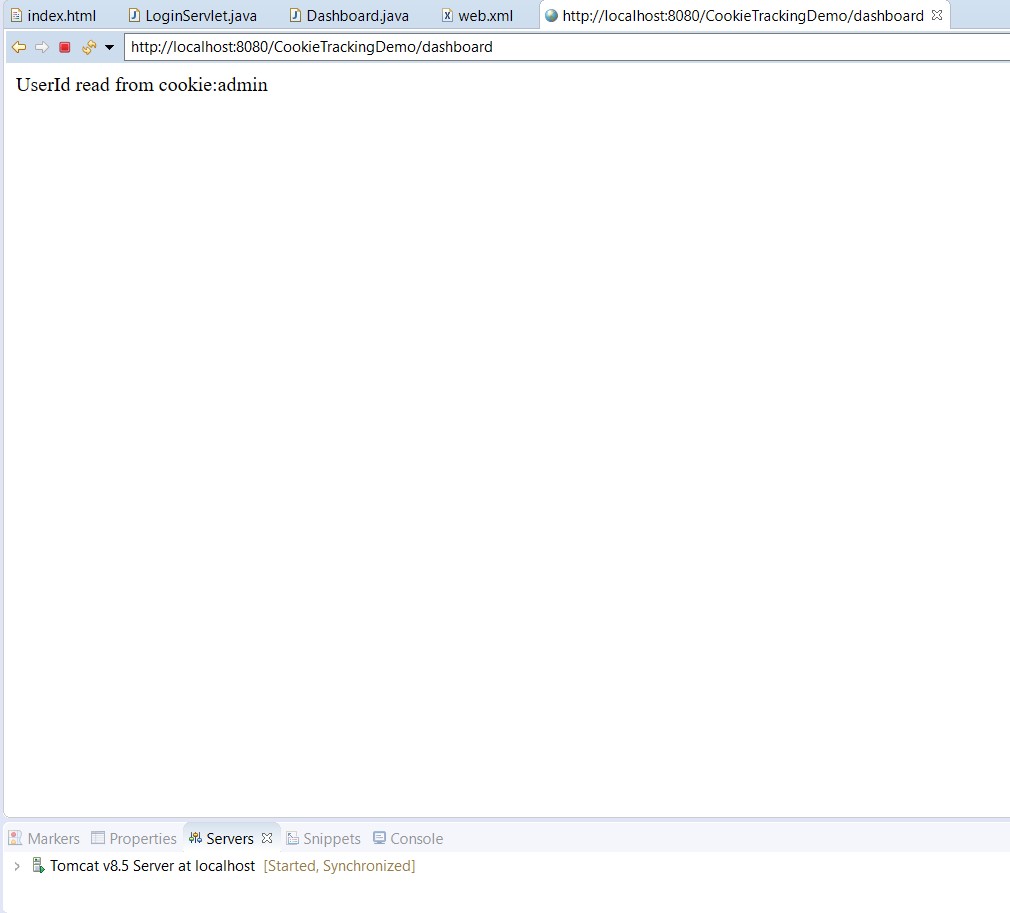 index.html LoginServlet.java Dashboard.java web.xml http://localhost:8080/CookieTrackingDemo/dashboard
http://localhost:8080/CookieTrackingDemo/dashboard
UserId read from cookie:admin
Markers Properties Servers Snippets Console
Tomcat v8.5 Server at localhost [Started, Synchronized]